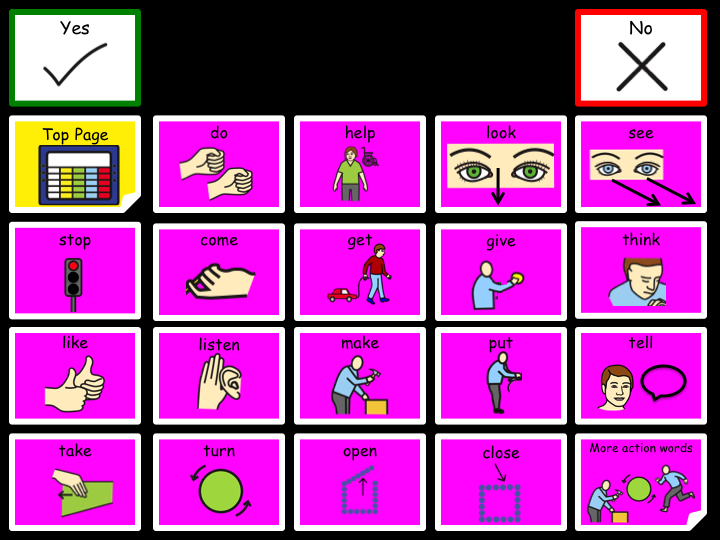 Yes
No
Top Page
do
help
look
see
stop
come
get
give
think
like
listen
make
put
tell
take
turn
open
close
More action words